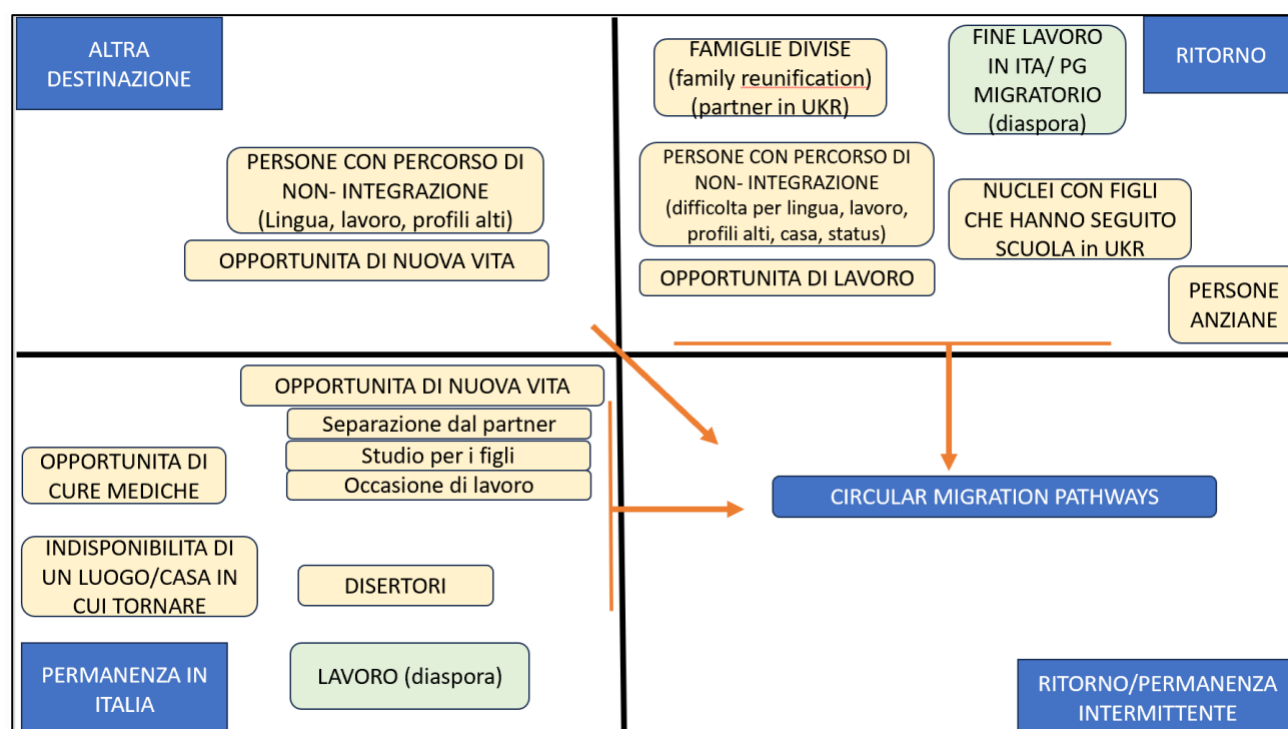 ALTRA
DESTINAZIONE
PERSONE CON PERCORSO DI
NON- INTEGRAZIONE
(Lingua, lavoro, profili alti)
OPPORTUNITA DI NUOVA VITA
FAMIGLIE DIVISE
(family reunification)
(partner in UKR)
FINE LAVORO
IN ITA/ PG
MIGRATORIO
(diaspora)
RITORNO
PERSONE CON PERCORSO DI
NON- INTEGRAZIONE
(difficolta per lingua, lavoro,
profili alti, casa, status)
NUCLEI CON FIGLI
CHE HANNO SEGUITO
SCUOLA in UKR
OPPORTUNITA DI LAVORO
PERSONE
ANZIANE
OPPORTUNITA DI NUOVA VITA
Separazione dal partner
Studio per i figli
Occasione di lavoro
OPPORTUNITA DI
CURE MEDICHE
INDISPONIBILITA DI
UN LUOGO/CASA IN
CUI TORNARE
DISERTORI
PERMANENZA IN
ITALIA
LAVORO (diaspora)
CIRCULAR MIGRATION PATHWAYS
RITORNO/PERMANENZA
INTERMITTENTE